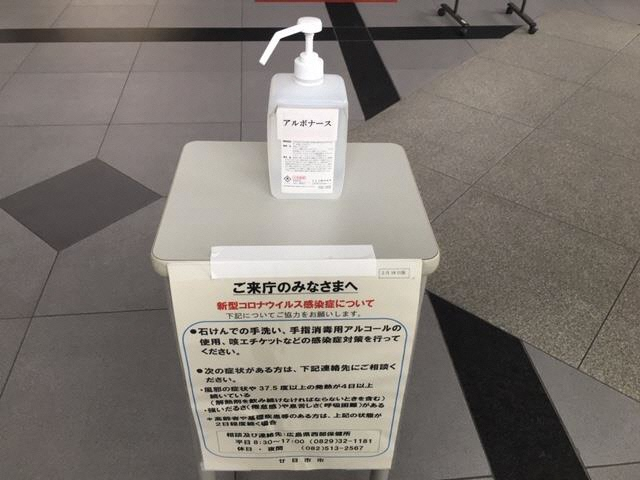 アルボナース
2月18日版
ご来庁のみなさまへ
新型コロナウイルス感染症について
下記についてご協力をお願いします。
●石けんでの手洗い、手指消毒用アルコールの
使用、咳エチケットなどの感染症対策を行って
ください。
●次の症状がある方は、下記連絡先にご相談く
ださい。
・風邪の症状や 37.5 度以上の発熱が4日以上
続いている
(解熱剤を飲み続けなければならないときを含む)
・強いだるさ(倦怠感)や息苦しさ(呼吸困難)がある
＊高齢者や基礎疾患等のある方は、上記の状態が
2日程度続く場合
相談及び連絡先:広島県西部保健所
平日 8:30～17:00 (0829)32-1181
休日・夜間 (082)513-2567
廿日市市